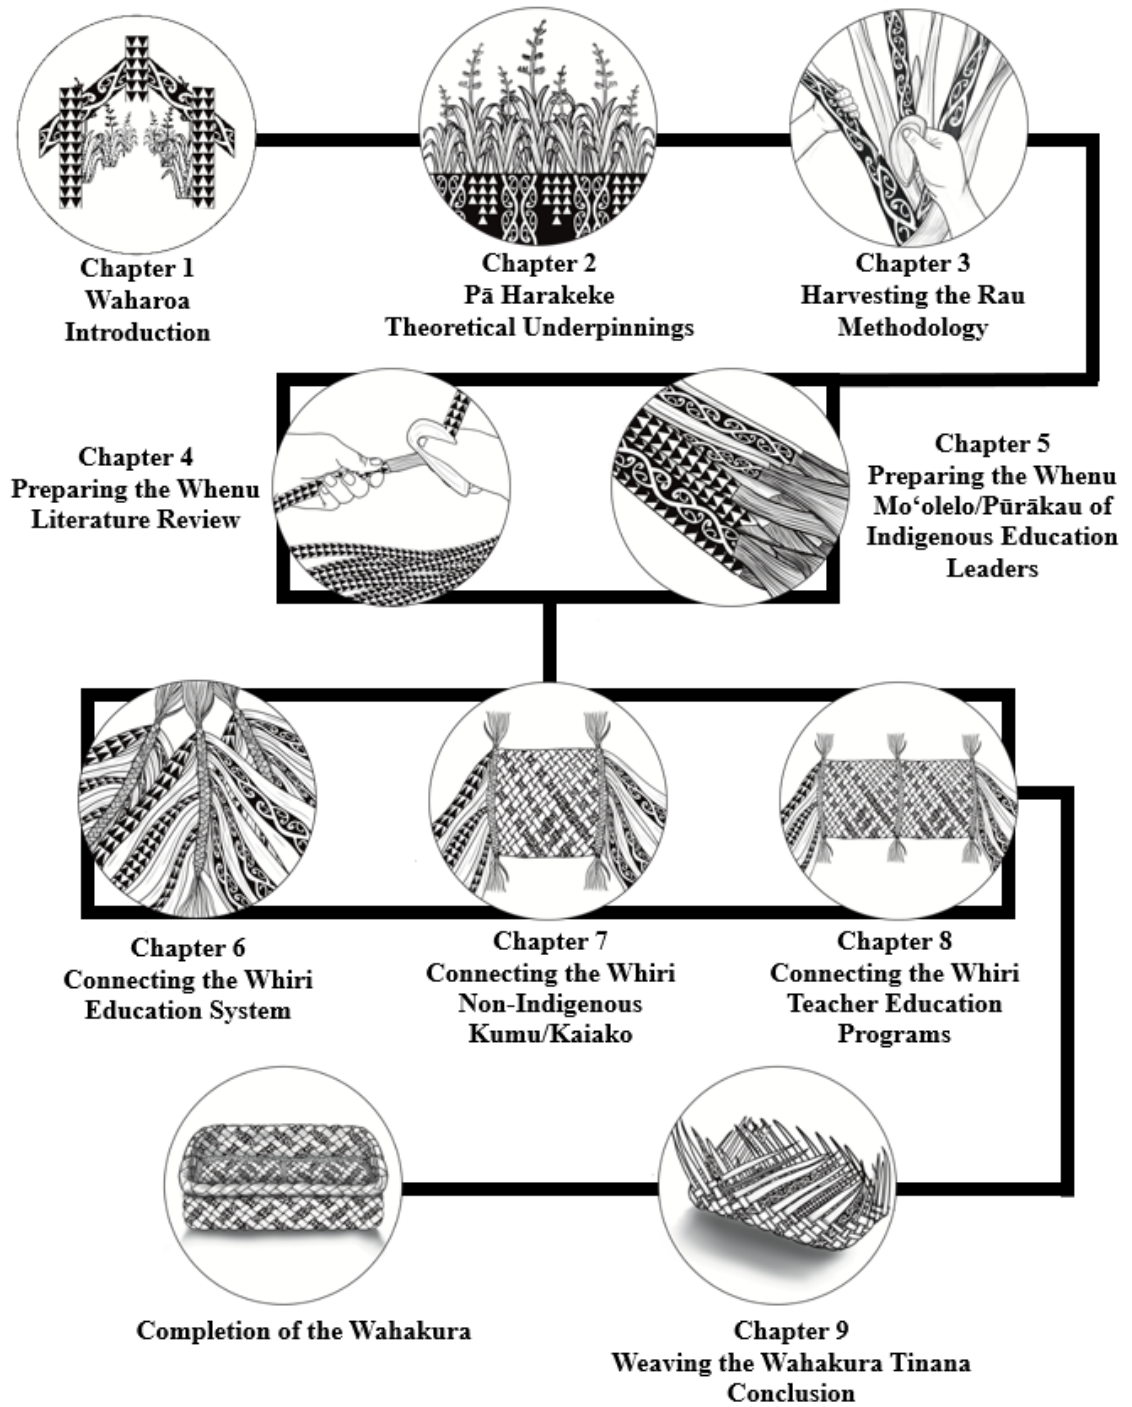 Chapter 1
Waharoa
Introduction
Chapter 2
Pā Harakeke
Theoretical Underpinnings
Chapter 3
Harvesting the Rau
Methodology
Chapter 4
Preparing the Whenu
Literature Review
Chapter 5
Preparing the Whenu
Moʻolelo/Pūrākau of
Indigenous Education
Leaders
Chapter 6
Connecting the Whiri
Education System
Chapter 7
Connecting the Whiri
Non-Indigenous
Kumu/Kaiako
Chapter 8
Connecting the Whiri
Teacher Education
Programs
Completion of the Wahakura
Chapter 9
Weaving the Wahakura Tinana
Conclusion